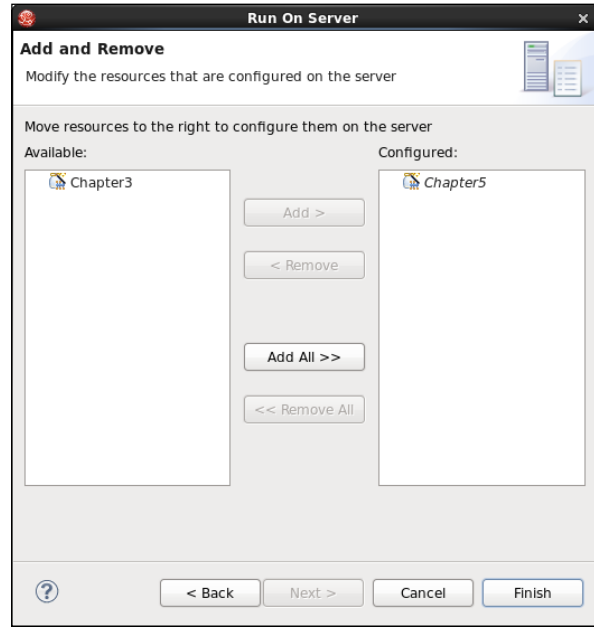 Run On Server
Add and Remove
Modify the resources that are configured on the server
Move resources to the right to configure them on the server
Available:
Configured:
Chapter3
Chapter5
Add >
< Remove
Add All >>
<< Remove All
?
< Back
Next >
Cancel
Finish